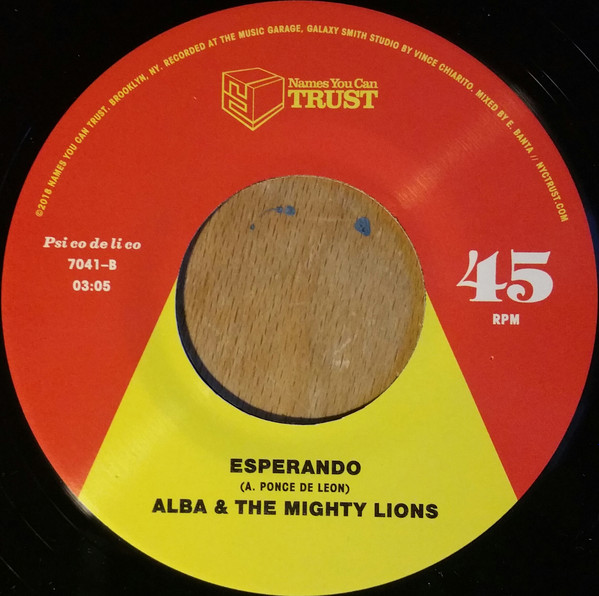 ©2018 NAMES YOU CAN TRUST, BROOKLYN, NY. RECORDED AT THE MUSIC GARAGE, GALAXY SMITH STUDIO BY VINCE CHIARITO. MIXED BY E. BANTA // NYCTRUST.COM
Names You Can
TRUST
Psi co de li co
7041-B
03:05
45
RPM
ESPERANDO
(A. PONCE DE LEON)
ALBA & THE MIGHTY LIONS